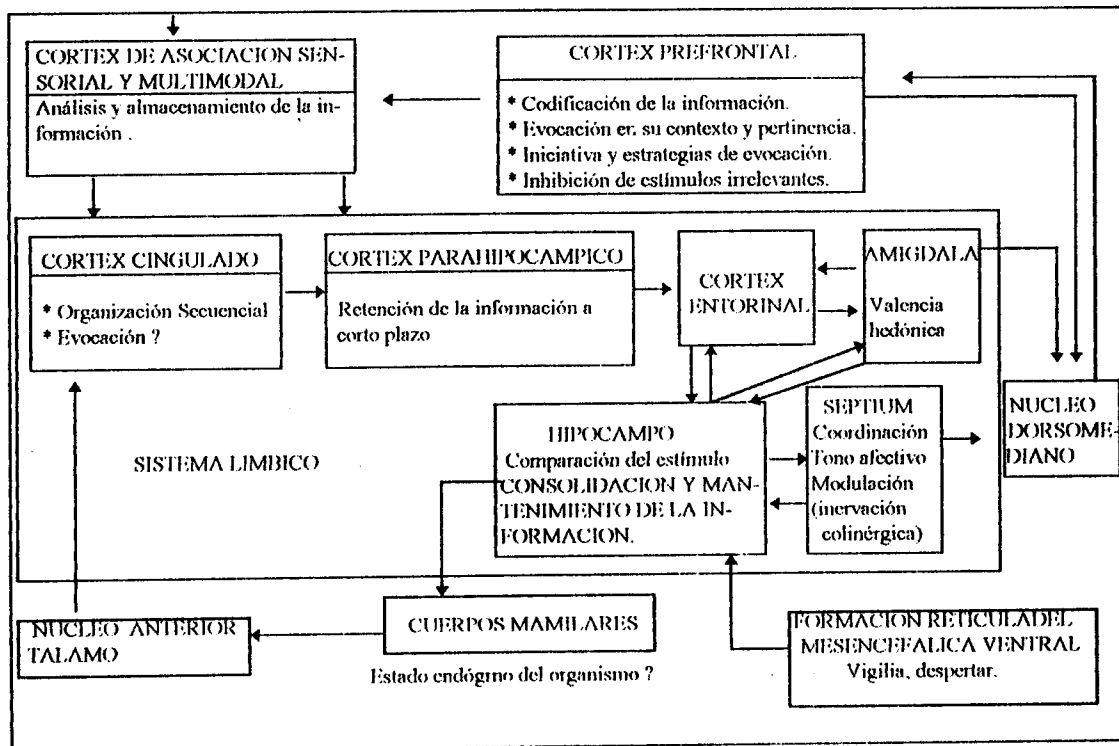 CORTEX DE ASOCIACION SEN-
SORIAL Y MULTIMODAL
Análisis y almacenamiento de la in-
formación .
CORTEX PREFRONTAL
* Codificación de la información.
* Evocación en su contexto y pertinencia.
* Iniciativa y estrategias de evocación.
* Inhibición de estímulos irrelevantes.
CORTEX CINGULADO
* Organización Secuencial
* Evocación ?
CORTEX PARAHIPOCAMPICO
Retención de la información a
corto plazo
CORTEX
ENTORINAL
AMIGDALA
Valencia
hedónica
SISTEMA LIMBICO
HIPOCAMPO
Comparación del estímulo
CONSOLIDACION Y MAN-
TENIMIENTO DE LA IN-
FORMACION.
SEPTIUM
Coordinación
Tono afectivo
Modulación
(inervación
colinérgica)
NUCLEO
DORSOME-
DIANO
NUCLEO ANTERIOR
TALAMO
CUERPOS MAMILARES
Estado endógrno del organismo ?
FORMACION RETICULADEL
MESENCEFALICA VENTRAL
Vigilia, despertar.